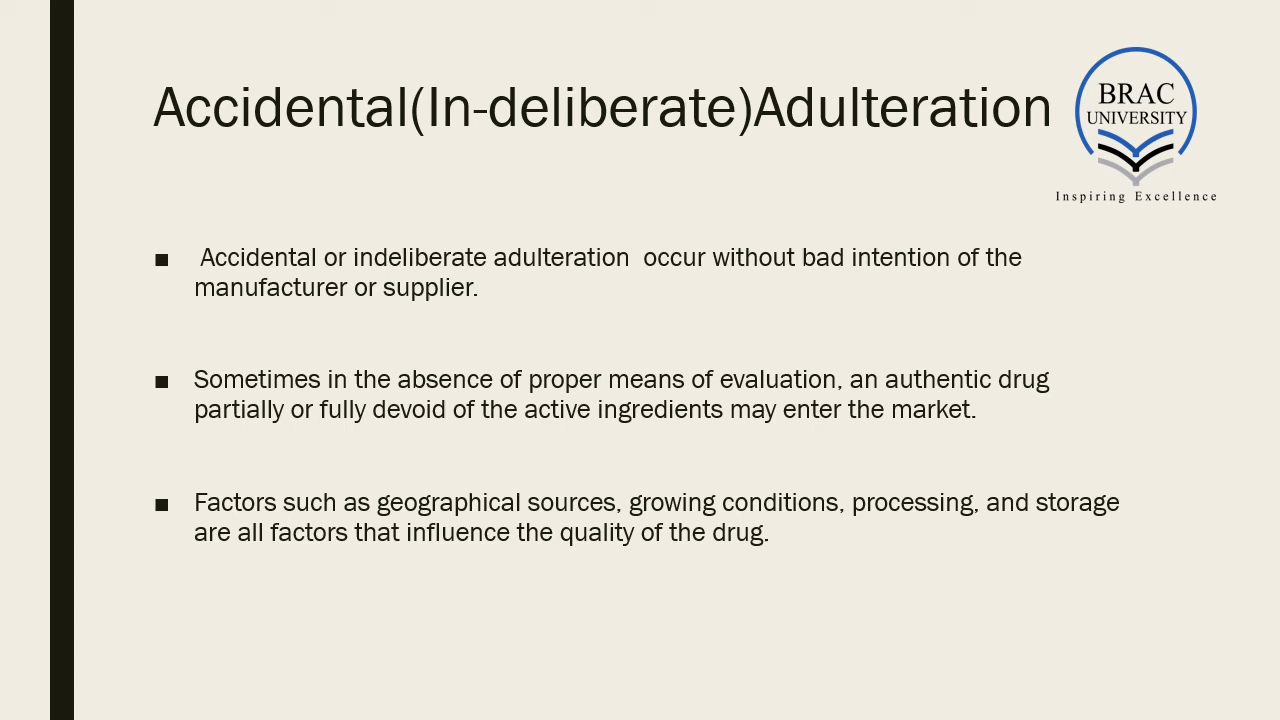 Accidental(In-deliberate)Adulteration
BRAC
UNIVERSITY
Inspiring Excellence
■ Accidental or indeliberate adulteration  occur without bad intention of the
manufacturer or supplier.
■ Sometimes in the absence of proper means of evaluation, an authentic drug
partially or fully devoid of the active ingredients may enter the market.
■ Factors such as geographical sources, growing conditions, processing, and storage
are all factors that influence the quality of the drug.